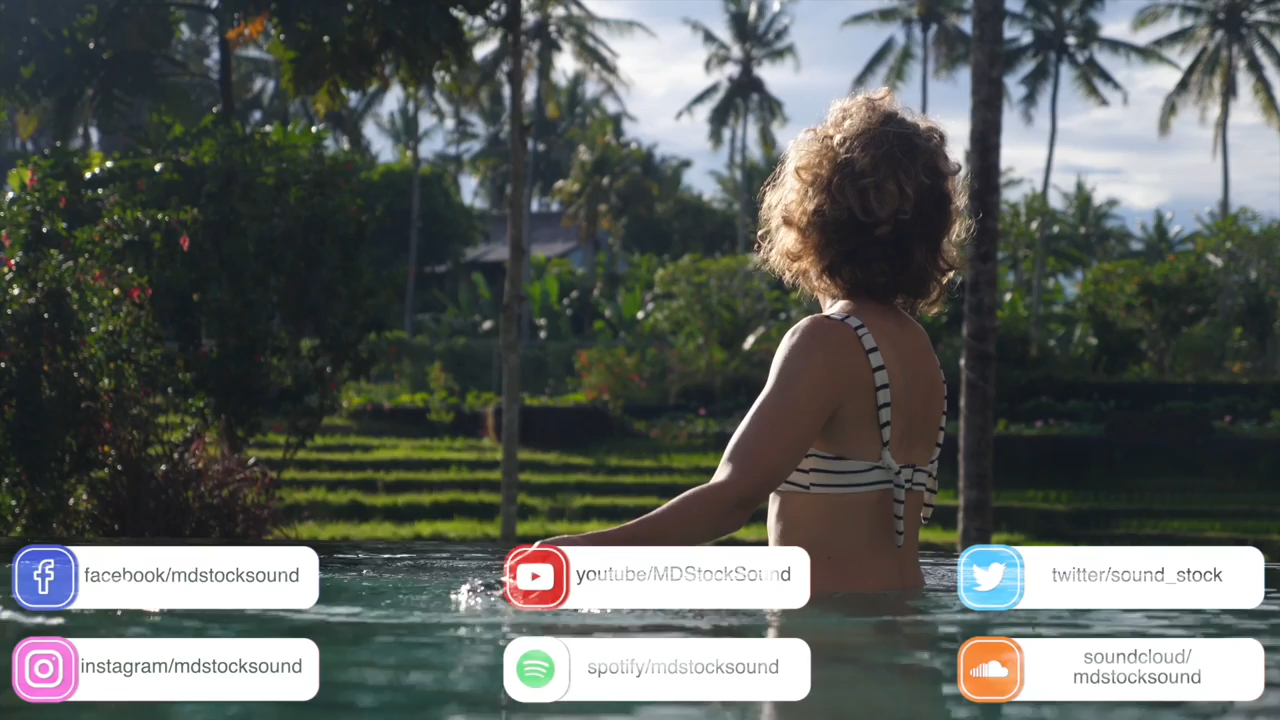 facebook/mdstocksound
youtube/MDStockSound
twitter/sound_stock
instagram/mdstocksound
spotify/mdstocksound
soundcloud/
mdstocksound